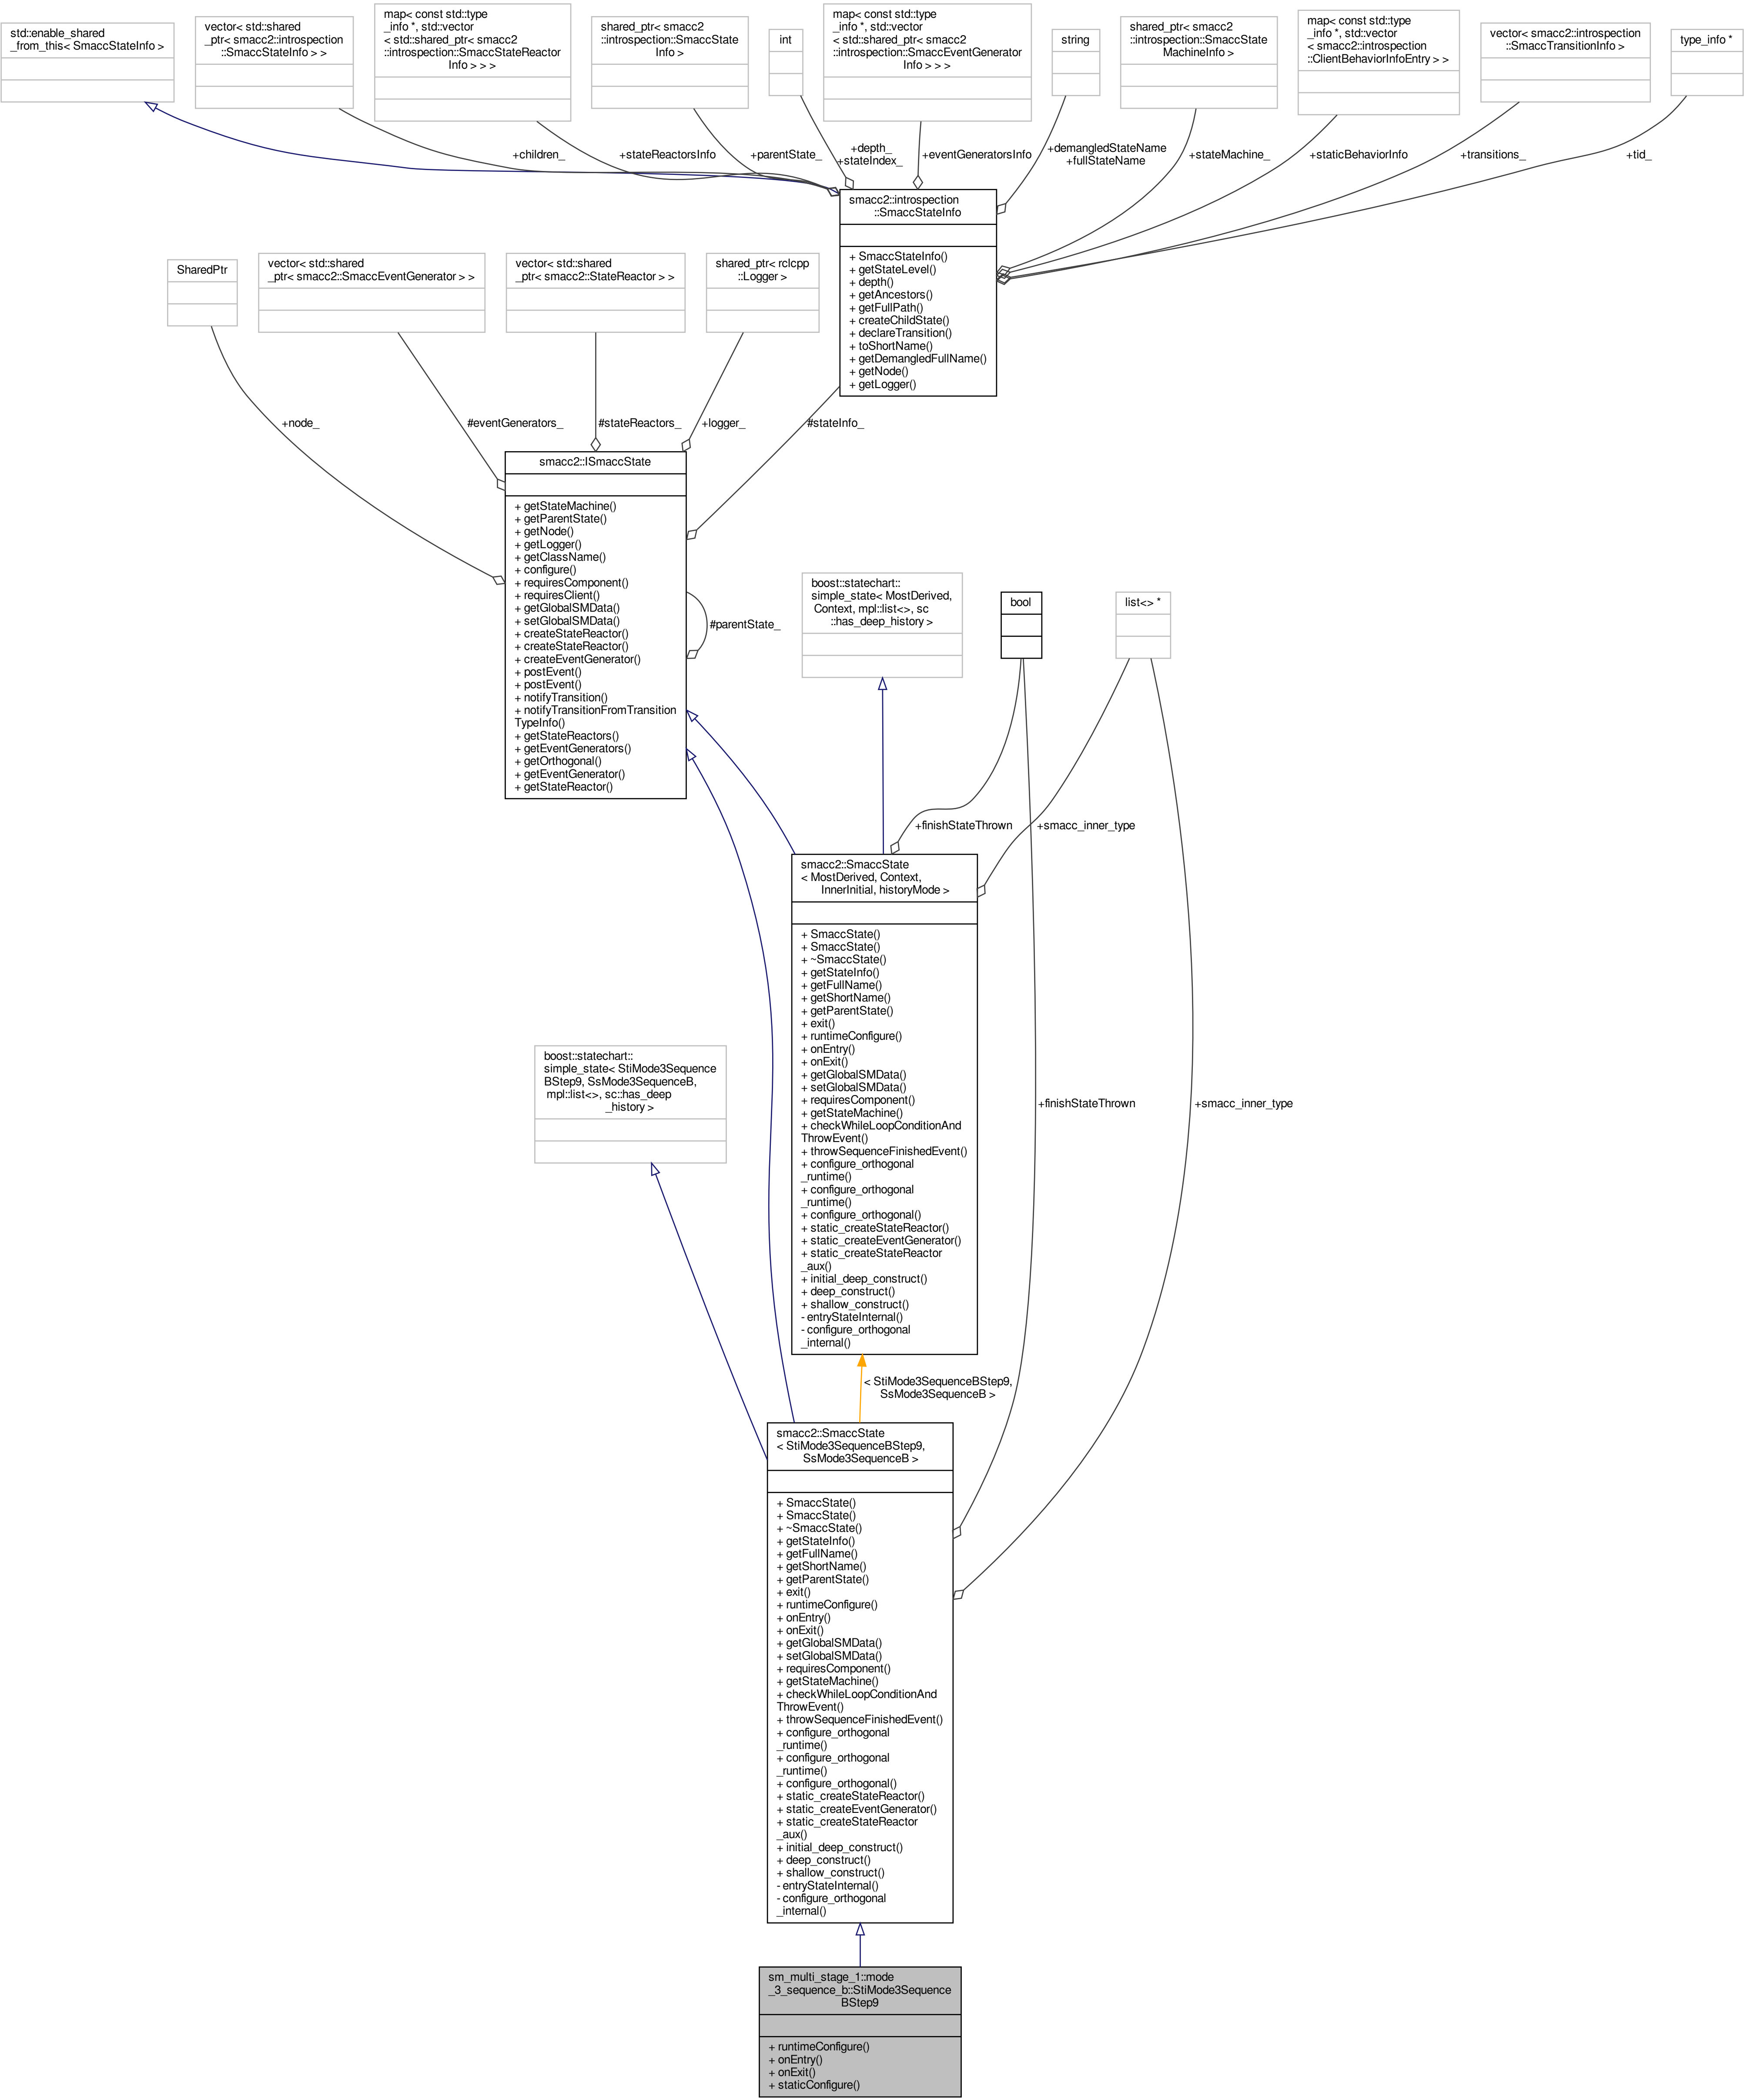 std::enable_shared
_from_this< SmaccStateInfo >
vector< std::shared
_ptr< smacc2::introspection
::SmaccStateInfo > >
map< const std::type
_info *, std::vector
< std::shared_ptr< smacc2
::introspection::SmaccStateReactor
Info > > >
shared_ptr< smacc2
::introspection::SmaccState
Info >
int
map< const std::type
_info *, std::vector
< std::shared_ptr< smacc2
::introspection::SmaccEventGenerator
Info > > >
string
shared_ptr< smacc2
::introspection::SmaccState
MachineInfo >
map< const std::type
_info *, std::vector
< smacc2::introspection
::ClientBehaviorInfoEntry > >
vector< smacc2::introspection
::SmaccTransitionInfo >
type_info *
+children_
+stateReactorsInfo
+parentState_
+depth_
+stateIndex_
+eventGeneratorsInfo
+demangledStateName
+fullStateName
+stateMachine_
+staticBehaviorInfo
+transitions_
+tid_
smacc2::introspection
::SmaccStateInfo
+ SmaccStateInfo()
+ getStateLevel()
+ depth()
+ getAncestors()
+ getFullPath()
+ createChildState()
+ declareTransition()
+ toShortName()
+ getDemangledFullName()
+ getNode()
+ getLogger()
SharedPtr
vector< std::shared
_ptr< smacc2::SmaccEventGenerator > >
vector< std::shared
_ptr< smacc2::StateReactor > >
shared_ptr< rclcpp
::Logger >
+node_
#eventGenerators_
#stateReactors_
+logger_
#stateInfo_
smacc2::ISmaccState
+ getStateMachine()
+ getParentState()
+ getNode()
+ getLogger()
+ getClassName()
+ configure()
+ requiresComponent()
+ requiresClient()
+ getGlobalSMData()
+ setGlobalSMData()
+ createStateReactor()
+ createStateReactor()
+ createEventGenerator()
+ postEvent()
+ postEvent()
+ notifyTransition()
+ notifyTransitionFromTransition
TypeInfo()
+ getStateReactors()
+ getEventGenerators()
+ getOrthogonal()
+ getEventGenerator()
+ getStateReactor()
#parentState_
boost::statechart::
simple_state< MostDerived,
Context, mpl::list<>, sc
::has_deep_history >
bool
list<> *
+finishStateThrown
+smacc_inner_type
smacc2::SmaccState
< MostDerived, Context,
InnerInitial, historyMode >
+ SmaccState()
+ SmaccState()
+ ~SmaccState()
+ getStateInfo()
+ getFullName()
+ getShortName()
+ getParentState()
+ exit()
+ runtimeConfigure()
+ onEntry()
+ onExit()
+ getGlobalSMData()
+ setGlobalSMData()
+ requiresComponent()
+ getStateMachine()
+ checkWhileLoopConditionAnd
ThrowEvent()
+ throwSequenceFinishedEvent()
+ configure_orthogonal
_runtime()
+ configure_orthogonal
_runtime()
+ configure_orthogonal()
+ static_createStateReactor()
+ static_createEventGenerator()
+ static_createStateReactor
_aux()
+ initial_deep_construct()
+ deep_construct()
+ shallow_construct()
- entryStateInternal()
- configure_orthogonal
_internal()
boost::statechart::
simple_state< StiMode3Sequence
BStep9, SsMode3SequenceB,
mpl::list<>, sc::has_deep
_history >
+finishStateThrown
+smacc_inner_type
< StiMode3SequenceBStep9,
SsMode3SequenceB >
smacc2::SmaccState
< StiMode3SequenceBStep9,
SsMode3SequenceB >
+ SmaccState()
+ SmaccState()
+ ~SmaccState()
+ getStateInfo()
+ getFullName()
+ getShortName()
+ getParentState()
+ exit()
+ runtimeConfigure()
+ onEntry()
+ onExit()
+ getGlobalSMData()
+ setGlobalSMData()
+ requiresComponent()
+ getStateMachine()
+ checkWhileLoopConditionAnd
ThrowEvent()
+ throwSequenceFinishedEvent()
+ configure_orthogonal
_runtime()
+ configure_orthogonal
_runtime()
+ configure_orthogonal()
+ static_createStateReactor()
+ static_createEventGenerator()
+ static_createStateReactor
_aux()
+ initial_deep_construct()
+ deep_construct()
+ shallow_construct()
- entryStateInternal()
- configure_orthogonal
_internal()
sm_multi_stage_1::mode
_3_sequence_b::StiMode3Sequence
BStep9
+ runtimeConfigure()
+ onEntry()
+ onExit()
+ staticConfigure()